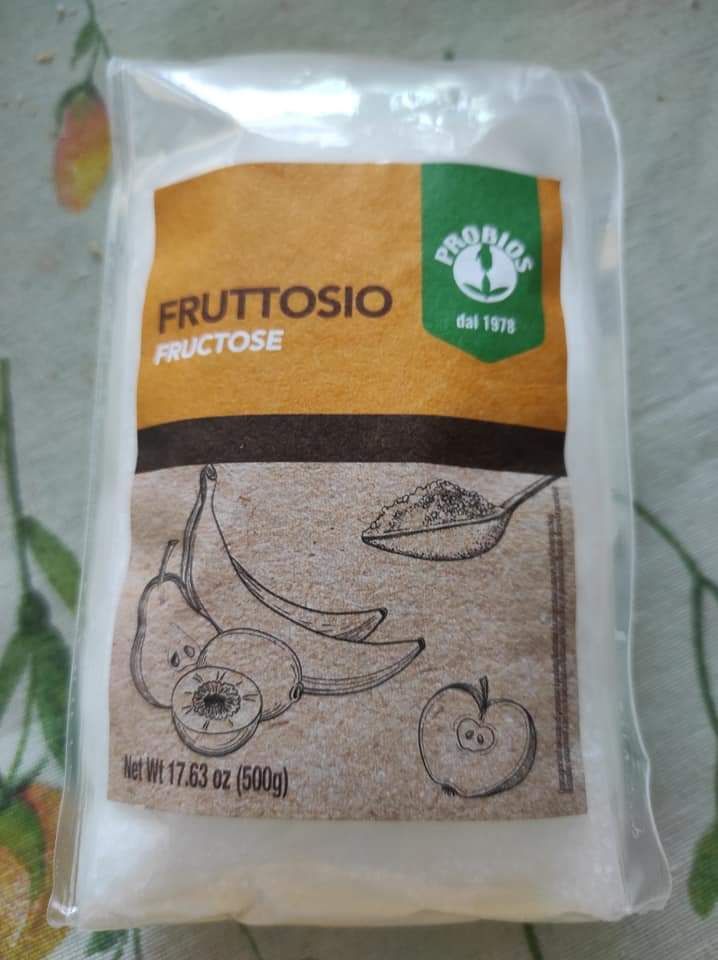 FRUTTOSIO
FRUCTOSE
PROBIOS
dal 1978
Net Wt 17.63 oz (500g)